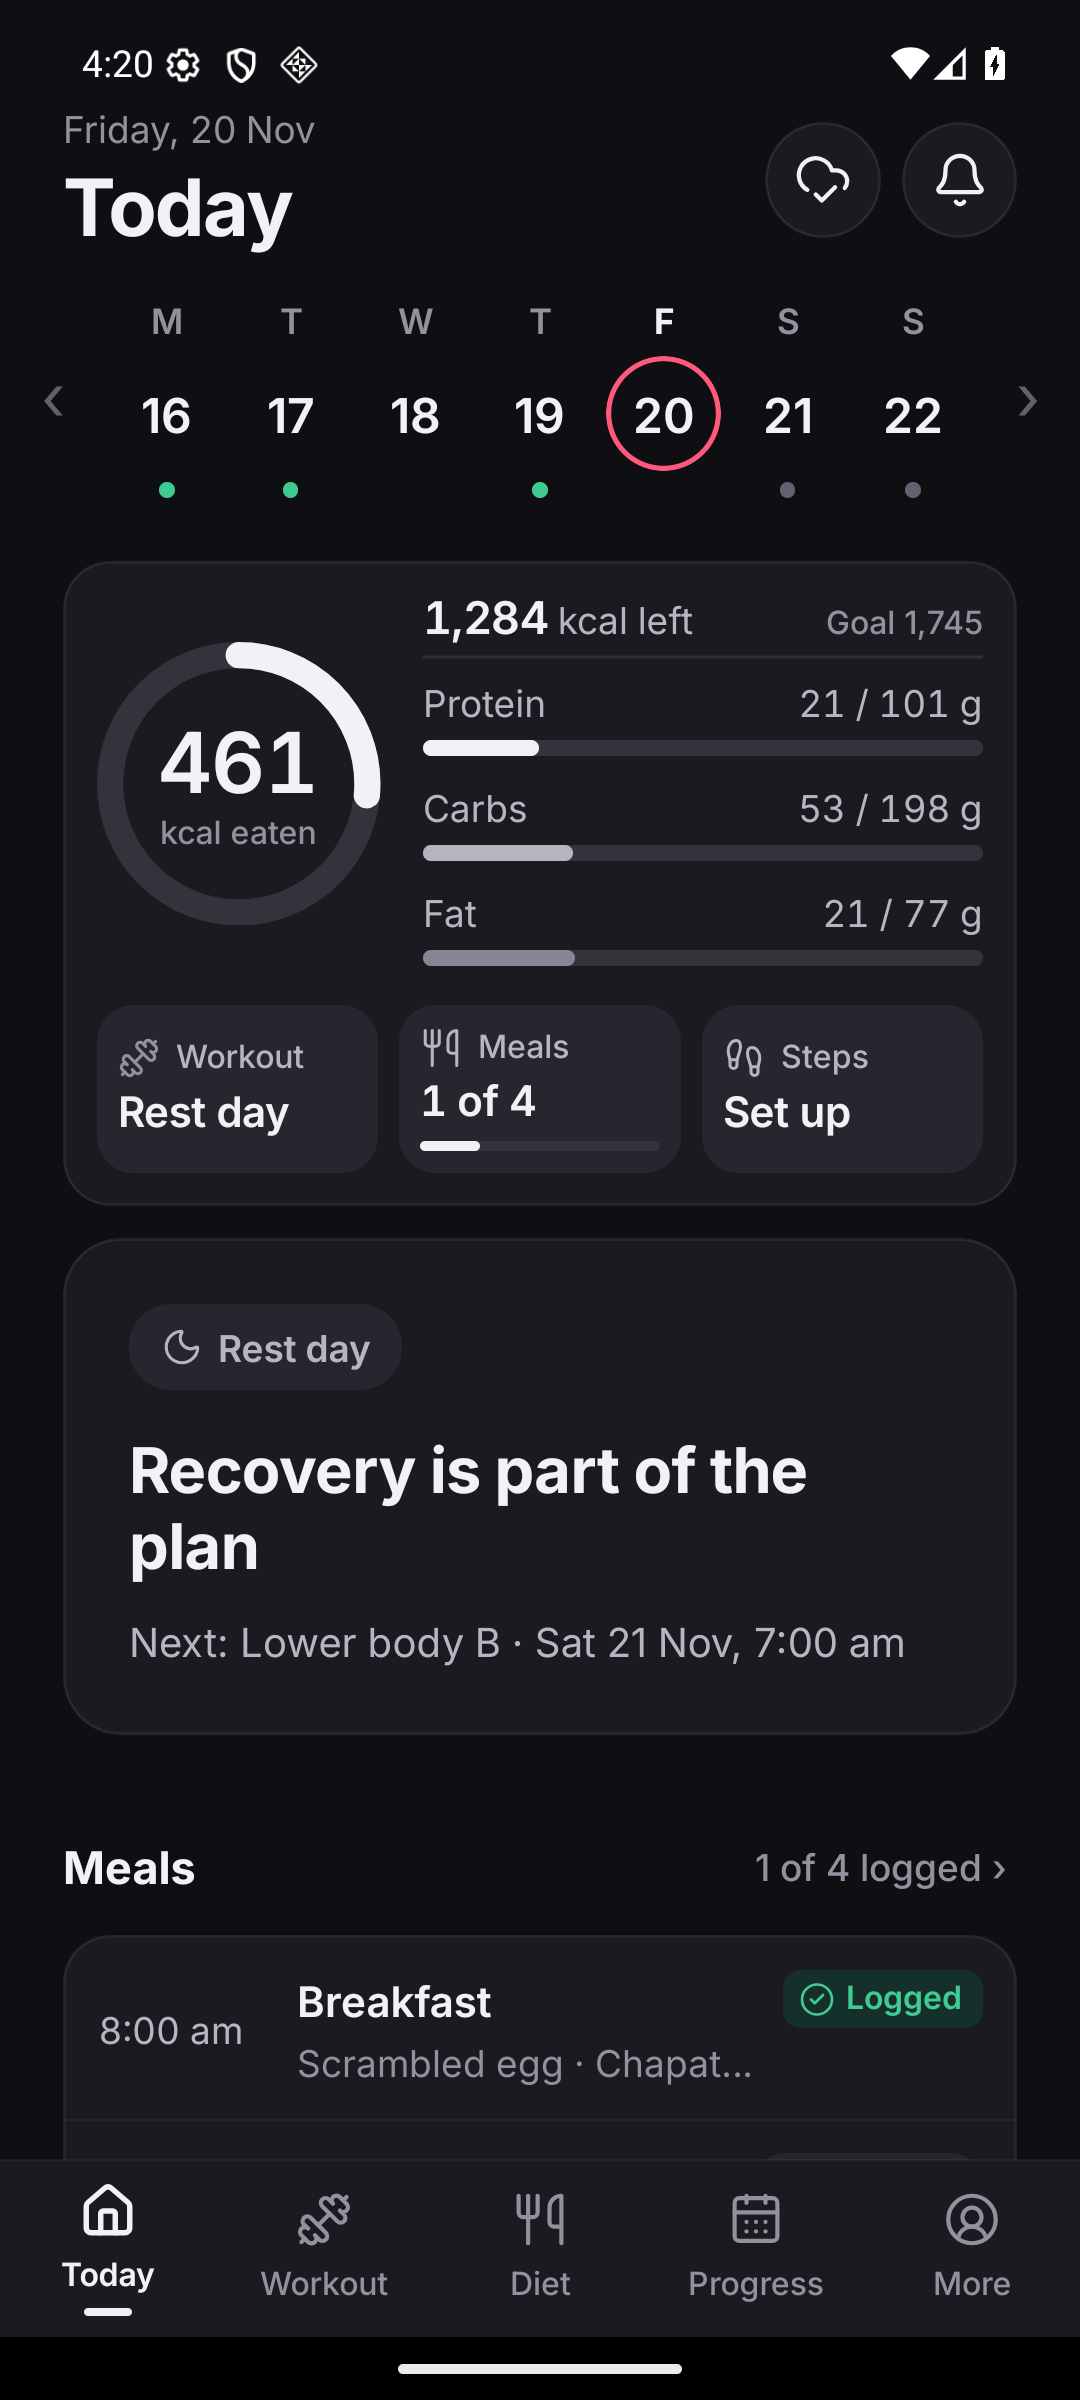 4:20
Friday, 20 Nov
Today
M T W T F S S
‹ 16 17 18 19 20 21 22 ›
1,284 kcal left Goal 1,745
461
kcal eaten
Protein 21 / 101 g
Carbs 53 / 198 g
Fat 21 / 77 g
Workout
Rest day
Meals
1 of 4
Steps
Set up
Rest day
Recovery is part of the
plan
Next: Lower body B · Sat 21 Nov, 7:00 am
Meals 1 of 4 logged ›
8:00 am
Breakfast
Logged
Scrambled egg · Chapat...
Today Workout Diet Progress More